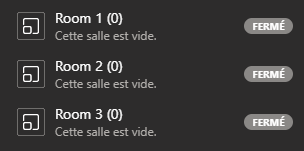 Room 1 (0)
Cette salle est vide.
FERMÉ
Room 2 (0)
Cette salle est vide.
FERMÉ
Room 3 (0)
Cette salle est vide.
FERMÉ